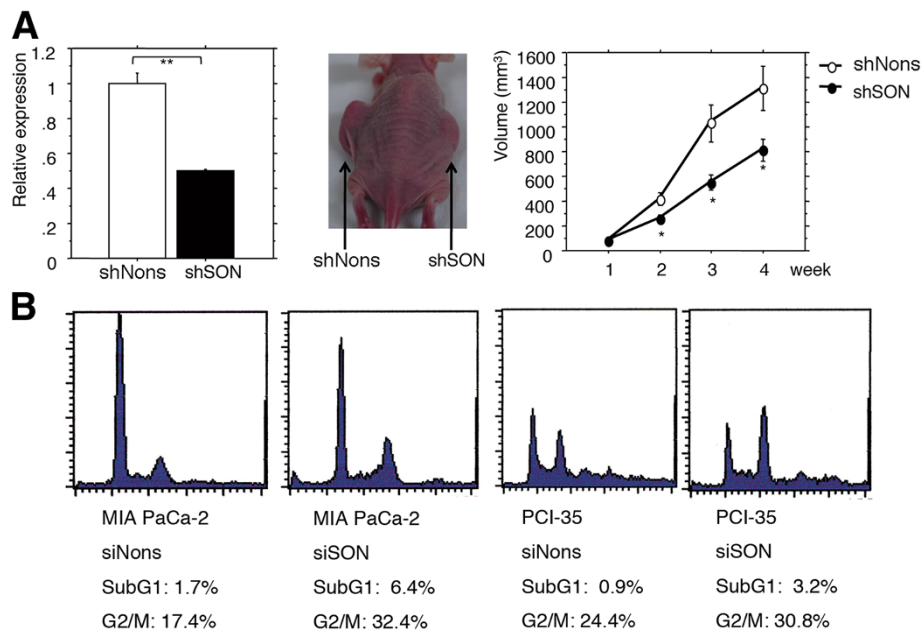 A
Relative expression
1.2
1
.8
.6
.4
.2
0
**
shNons
shSON
shNons
shSON
Volume (mm³)
1600
1400
1200
1000
800
600
400
200
0
*
*
*
1 2 3 4 week
shNons
shSON
B
MIA PaCa-2
siNons
SubG1: 1.7%
G2/M: 17.4%
MIA PaCa-2
siSON
SubG1: 6.4%
G2/M: 32.4%
PCI-35
siNons
SubG1: 0.9%
G2/M: 24.4%
PCI-35
siSON
SubG1: 3.2%
G2/M: 30.8%